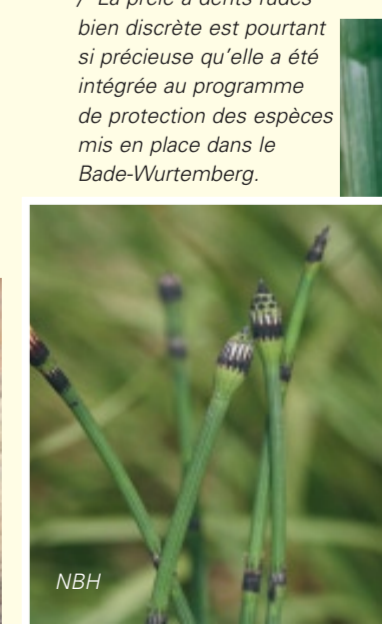 / La prêle à dents rudes
bien discrète est pourtant
si précieuse qu'elle a été
intégrée au programme
de protection des espèces
mis en place dans le
Bade-Wurtemberg.
NBH